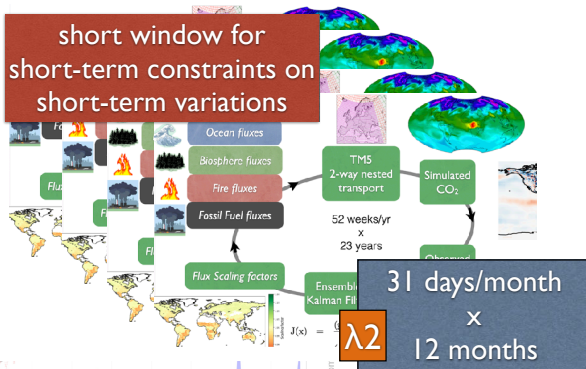 short window for
short-term constraints on
short-term variations
Ocean fluxes
Biosphere fluxes
Fire fluxes
Fossil Fuel fluxes
TM5
2-way nested
transport
Simulated
CO2
52 weeks/yr
x
23 years
Flux Scaling factors
Ensemble
Kalman
J(x) =
λ2
31 days/month
x
12 months